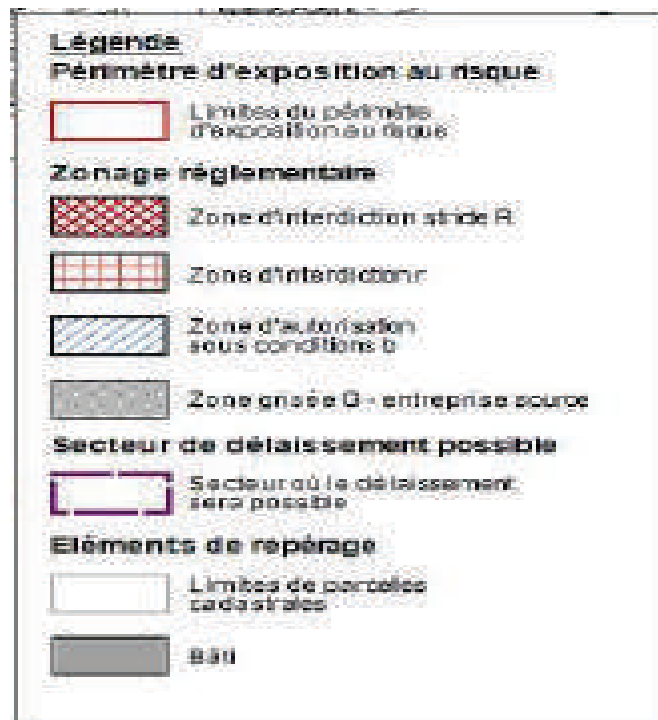 Légende
Périmètre d'exposition au risque
Limites du périmètre
d'exposition au risque
Zonage règlementaire
Zone d'interdiction stricte R
Zone d'interdiction r
Zone d'autorisation
sous conditions b
Zone grisée G - entreprise source
Secteur de délaissement possible
Secteur où le délaissement
sera possible
Eléments de repérage
Limites de parcelles
cadastrales
Bâti